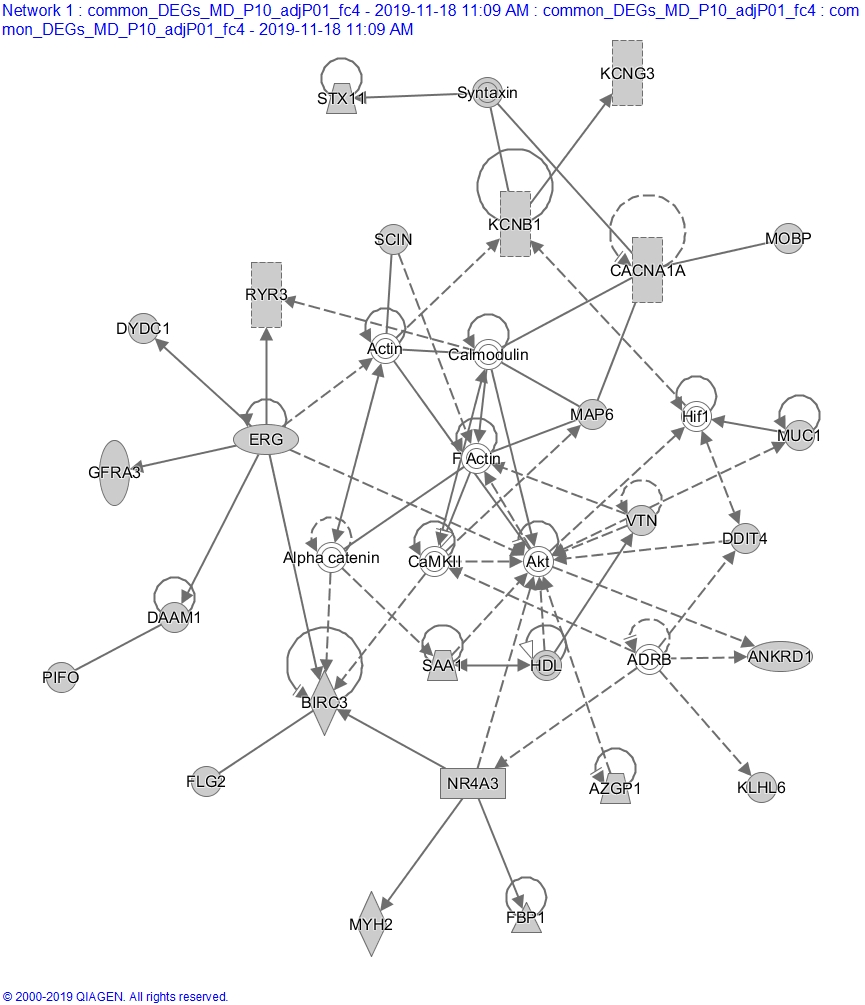 Network 1 : common_DEGs_MD_P10_adjP01_fc4 - 2019-11-18 11:09 AM : common_DEGs_MD_P10_adjP01_fc4 : com
mon_DEGs_MD_P10_adjP01_fc4 - 2019-11-18 11:09 AM
KCNG3
STX11
Syntaxin
KCNB1
SCIN
MOBP
CACNA1A
RYR3
DYDC1
Actin
Calmodulin
MAP6
Hif1
MUC1
ERG
F Actin
GFRA3
VTN
DDIT4
Alpha catenin
CaMKII
Akt
DAAM1
PIFO
SAA1
HDL
ADRB
ANKRD1
BIRC3
FLG2
NR4A3
AZGP1
KLHL6
MYH2
FBP1
© 2000-2019 QIAGEN. All rights reserved.